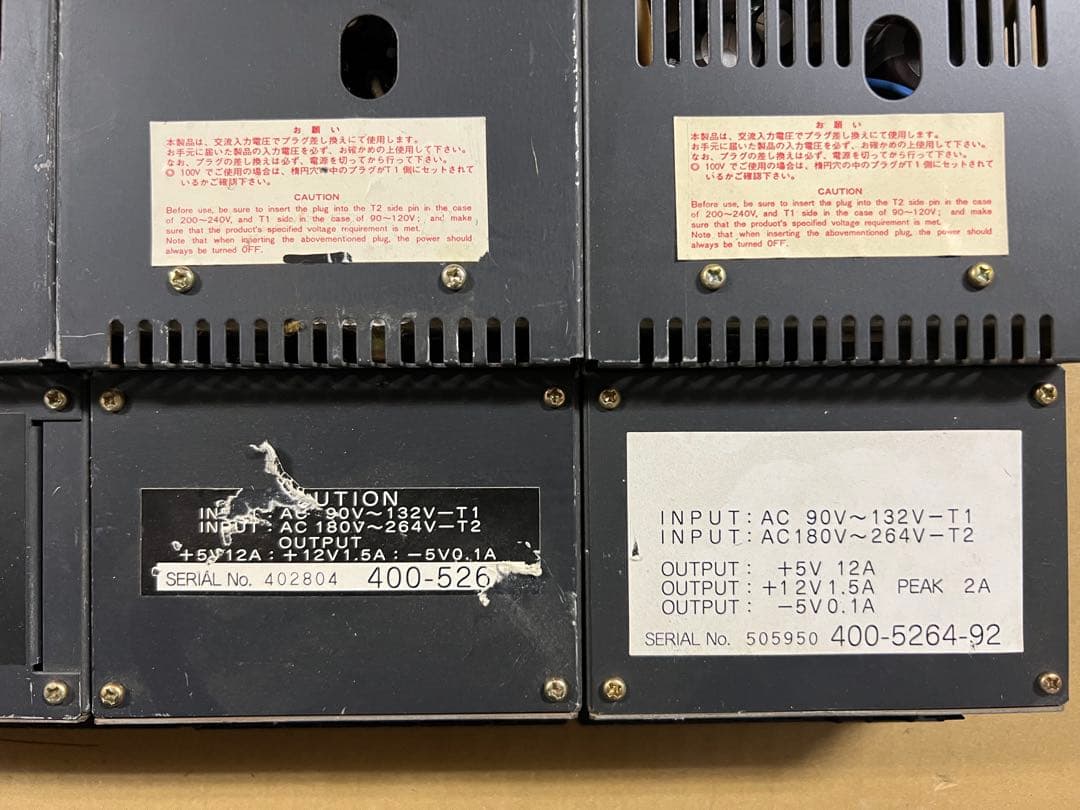 お願い
本製品は、交流入力電圧でプラグ差し換えにて使用します。
お手元に届いた製品の入力電圧を必ず、お確かめの上使用して下さい。
なお、プラグの差し換えは必ず、電源を切ってから行って下さい。
◎ 100Vでご使用の場合は、楕円穴の中のプラグがT1側にセットされて
いるかご確認下さい。
CAUTION
Before use, be sure to insert the plug into the T2 side pin in the case
of 200〜240V, and T1 side in the case of 90〜120V; and make
sure that the product's specified voltage requirement is met.
Note that when inserting the abovementioned plug, the power should
always be turned OFF.
お願い
本製品は、交流入力電圧でプラグ差し換えにて使用します。
お手元に届いた製品の入力電圧を必ず、お確かめの上使用して下さい。
なお、プラグの差し換えは必ず、電源を切ってから行って下さい。
◎ 100Vでご使用の場合は、楕円穴の中のプラグがT1側にセットされて
いるかご確認下さい。
CAUTION
Before use, be sure to insert the plug into the T2 side pin in the case
of 200〜240V, and T1 side in the case of 90〜120V; and make
sure that the product's specified voltage requirement is met.
Note that when inserting the abovementioned plug, the power should
always be turned OFF.
UTION
AC 90V〜132V－T1
INPUT: AC 180V〜264V－T2
OUTPUT
+5V12A: +12V1.5A: －5V0.1A
SERIAL No. 402804 400-526
INPUT: AC 90V〜132V－T1
INPUT: AC180V〜264V－T2
OUTPUT: +5V 12A
OUTPUT: +12V1.5A PEAK 2A
OUTPUT: －5V0.1A
SERIAL No. 505950 400-5264-92